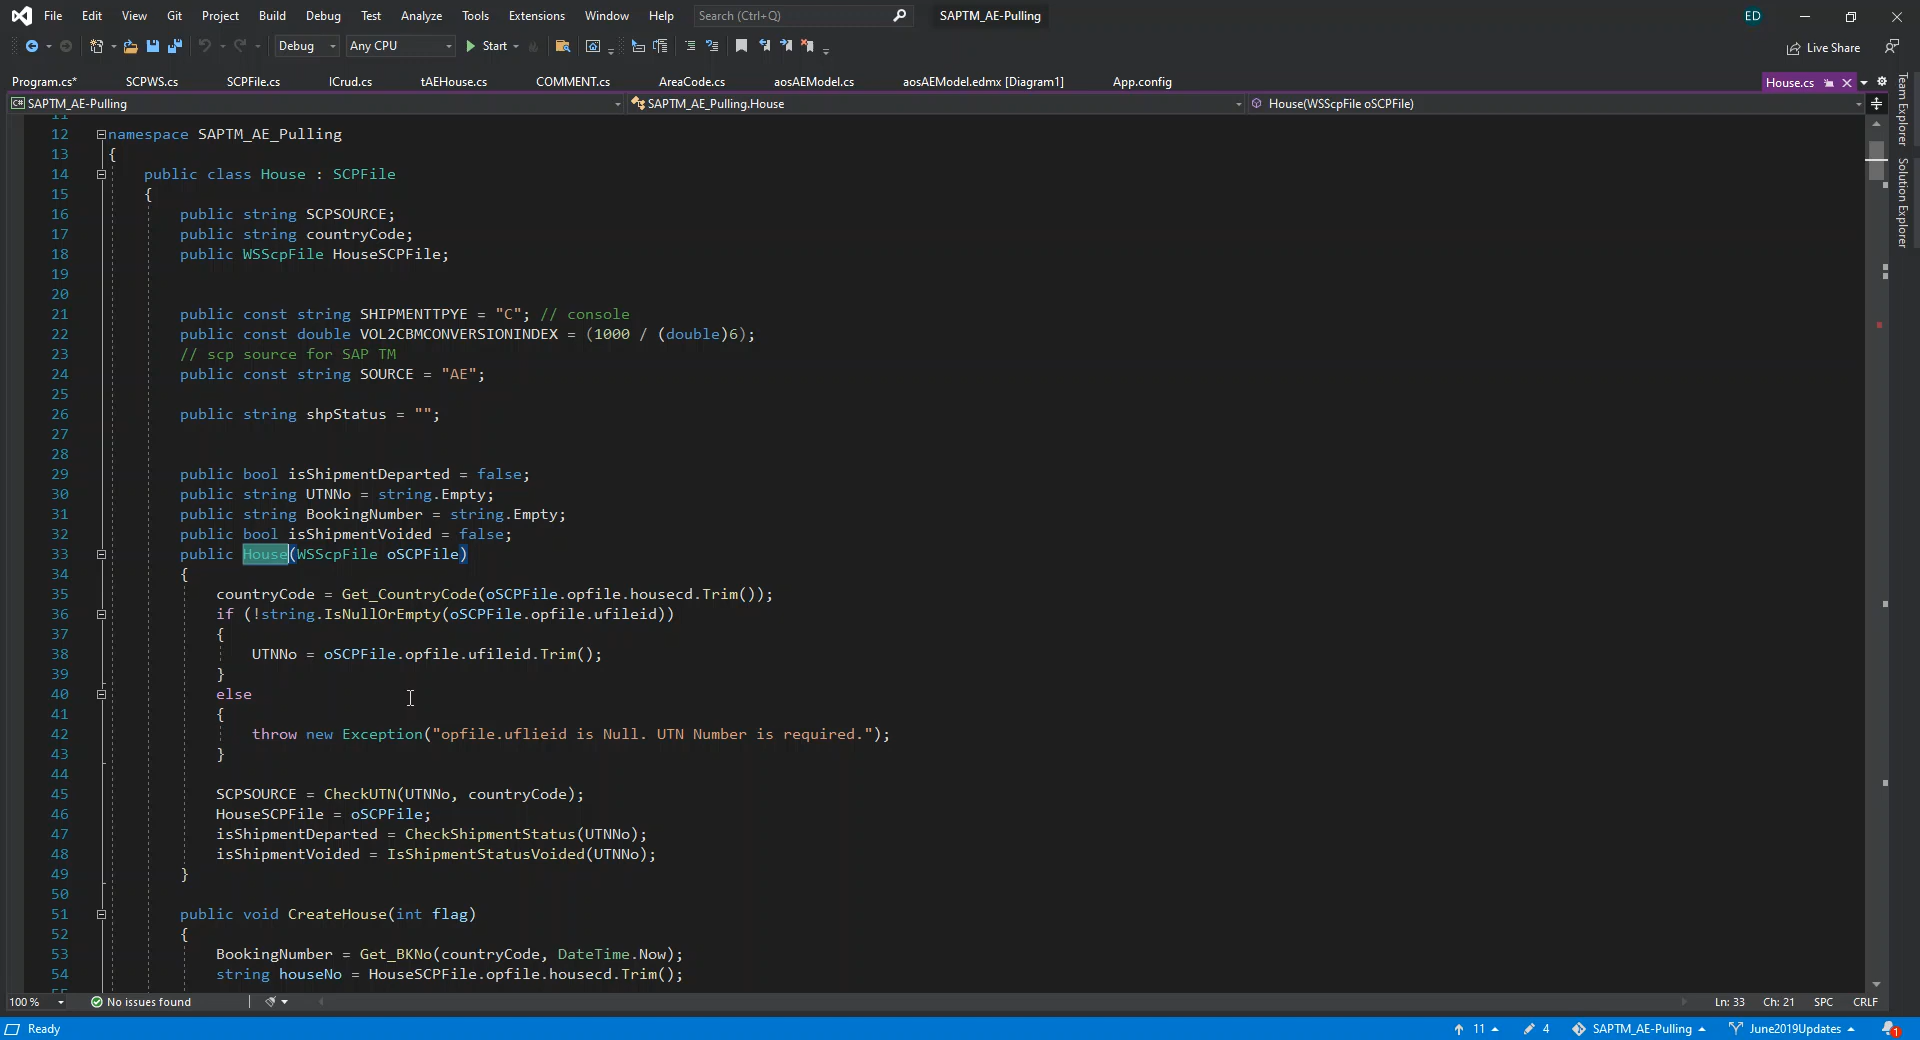 File Edit View Git Project Build Debug Test Analyze Tools Extensions Window Help Search (Ctrl+Q) SAPTM_AE-Pulling ED
Debug Any CPU Start Live Share
Program.cs* SCPWS.cs SCPFile.cs ICrud.cs tAEHouse.cs COMMENT.cs AreaCode.cs aosAEModel.cs aosAEModel.edmx [Diagram1] App.config House.cs
C# SAPTM_AE-Pulling SAPTM_AE_Pulling.House House(WSScpFile oSCPFile)
Team Explorer
Solution Explorer
11
12 namespace SAPTM_AE_Pulling
13 {
14 public class House : SCPFile
15 {
16 public string SCPSOURCE;
17 public string countryCode;
18 public WSScpFile HouseSCPFile;
19
20
21 public const string SHIPMENTTPYE = "C"; // console
22 public const double VOL2CBMCONVERSIONINDEX = (1000 / (double)6);
23 // scp source for SAP TM
24 public const string SOURCE = "AE";
25
26 public string shpStatus = "";
27
28
29 public bool isShipmentDeparted = false;
30 public string UTNNo = string.Empty;
31 public string BookingNumber = string.Empty;
32 public bool isShipmentVoided = false;
33 public House(WSScpFile oSCPFile)
34 {
35 countryCode = Get_CountryCode(oSCPFile.opfile.housecd.Trim());
36 if (!string.IsNullOrEmpty(oSCPFile.opfile.ufileid))
37 {
38 UTNNo = oSCPFile.opfile.ufileid.Trim();
39 }
40 else
41 {
42 throw new Exception("opfile.uflieid is Null. UTN Number is required.");
43 }
44
45 SCPSOURCE = CheckUTN(UTNNo, countryCode);
46 HouseSCPFile = oSCPFile;
47 isShipmentDeparted = CheckShipmentStatus(UTNNo);
48 isShipmentVoided = IsShipmentStatusVoided(UTNNo);
49 }
50
51 public void CreateHouse(int flag)
52 {
53 BookingNumber = Get_BKNo(countryCode, DateTime.Now);
54 string houseNo = HouseSCPFile.opfile.housecd.Trim();
55
100 % No issues found Ln: 33 Ch: 21 SPC CRLF
Ready 11 4 SAPTM_AE-Pulling June2019Updates 1